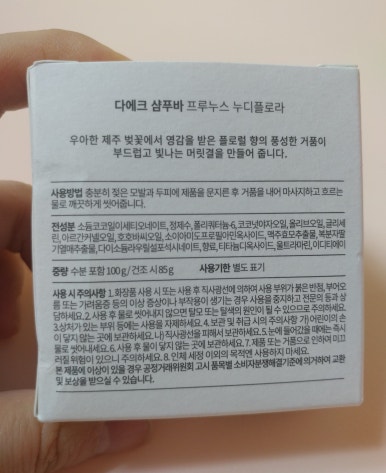 다에크 샴푸바 프루누스 누디플로라
우아한 제주 벚꽃에서 영감을 받은 플로럴 향의 풍성한 거품이
부드럽고 빛나는 머릿결을 만들어 줍니다.
사용방법 충분히 젖은 모발과 두피에 제품을 문지른 후 거품을 내어 마사지하고 흐르는
물로 깨끗하게 씻어줍니다.
전성분 소듐코코일이세티오네이트, 정제수, 폴리쿼터늄-6, 코코넛야자오일, 올리브오일, 글리세
린, 아르간커넬오일, 호호바씨오일, 소이아미도프로필아민옥사이드, 맥주효모추출물, 복분자딸
기열매추출물, 다이소듐라우릴설포석시네이트, 향료, 티타늄디옥사이드, 울트라마린, 이디티에이
중량 수분 포함 100g / 건조 시 85g 사용기한 별도 표기
사용 시 주의사항 1. 화장품 사용 시 또는 사용 후 직사광선에 의하여 사용 부위가 붉은 반점, 부어오
름 또는 가려움증 등의 이상 증상이나 부작용이 생기는 경우 사용을 중지하고 전문의 등과 상
담하세요. 2. 사용 후 물로 씻어내지 않으면 탈모 또는 탈색의 원인이 될 수 있으므로 주의하세요.
3. 상처가 있는 부위 등에는 사용을 자제하세요. 4. 보관 및 취급 시의 주의사항 가) 어린이의 손
이 닿지 않는 곳에 보관하세요. 나) 직사광선을 피해서 보관하세요. 5. 눈에 들어갔을 때에는 즉시
물로 씻어내세요. 6. 사용 후 물이 닿지 않는 곳에 보관하세요. 7. 제품 또는 거품으로 인하여 미끄
러질 위험이 있으니 주의하세요. 8. 인체 세정 이외의 목적엔 사용하지 마세요.
본 제품에 이상이 있을 경우 공정거래위원회 고시 품목별 소비자분쟁해결기준에 의거하여 교환
및 보상을 받으실 수 있습니다.